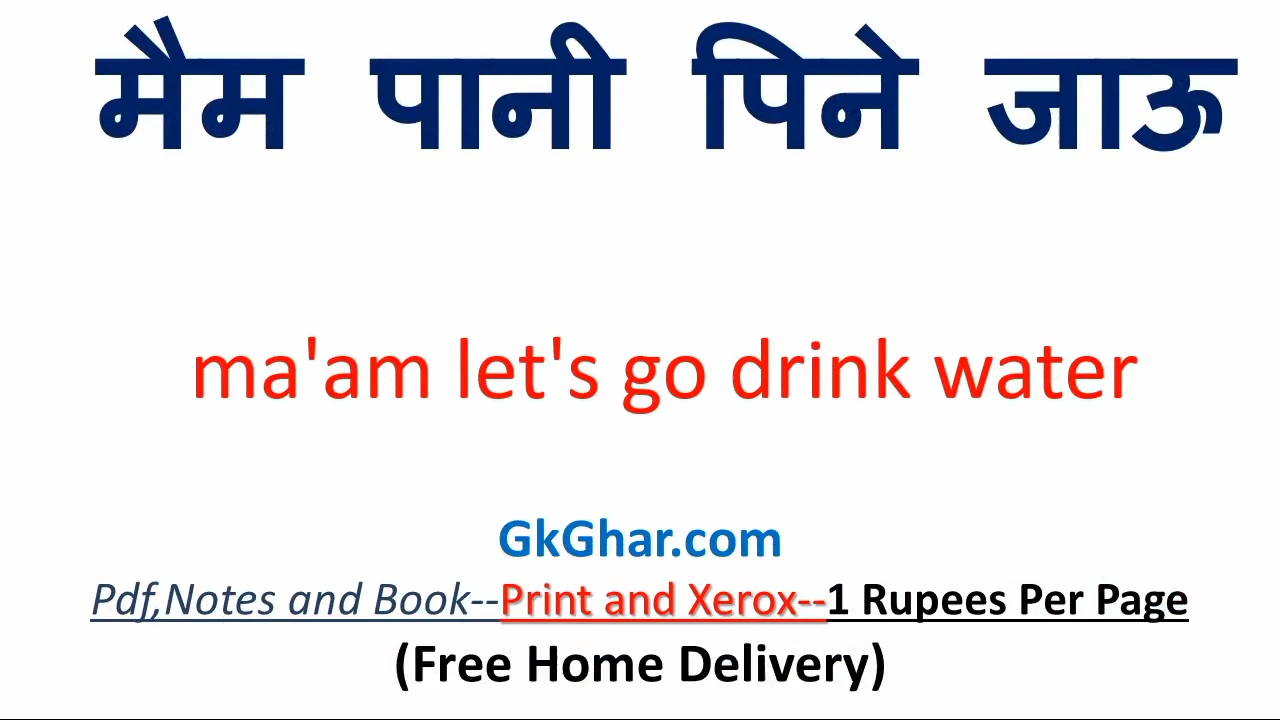 मैम पानी पिने जाऊ
ma'am let's go drink water
GkGhar.com
Pdf,Notes and Book--Print and Xerox--1 Rupees Per Page
(Free Home Delivery)